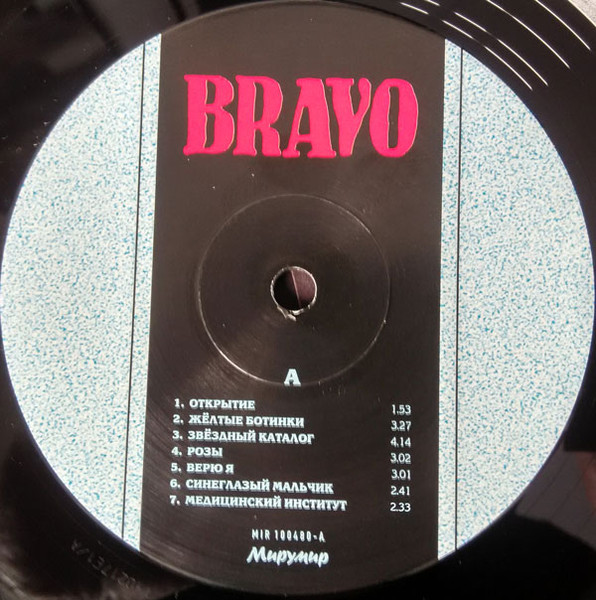 BRAVO
A
1. ОТКРЫТИЕ 1.53
2. ЖЁЛТЫЕ БОТИНКИ 3.27
3. ЗВЁЗДНЫЙ КАТАЛОГ 4.14
4. РОЗЫ 3.02
5. ВЕРЮ Я 3.01
6. СИНЕГЛАЗЫЙ МАЛЬЧИК 2.41
7. МЕДИЦИНСКИЙ ИНСТИТУТ 2.33
MIR 100480-A
Мирумир